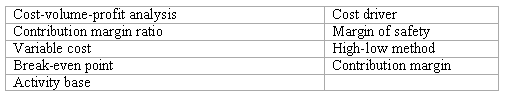 Cost-volume-profit analysis Cost driver
Contribution margin ratio Margin of safety
Variable cost High-low method
Break-even point Contribution margin
Activity base